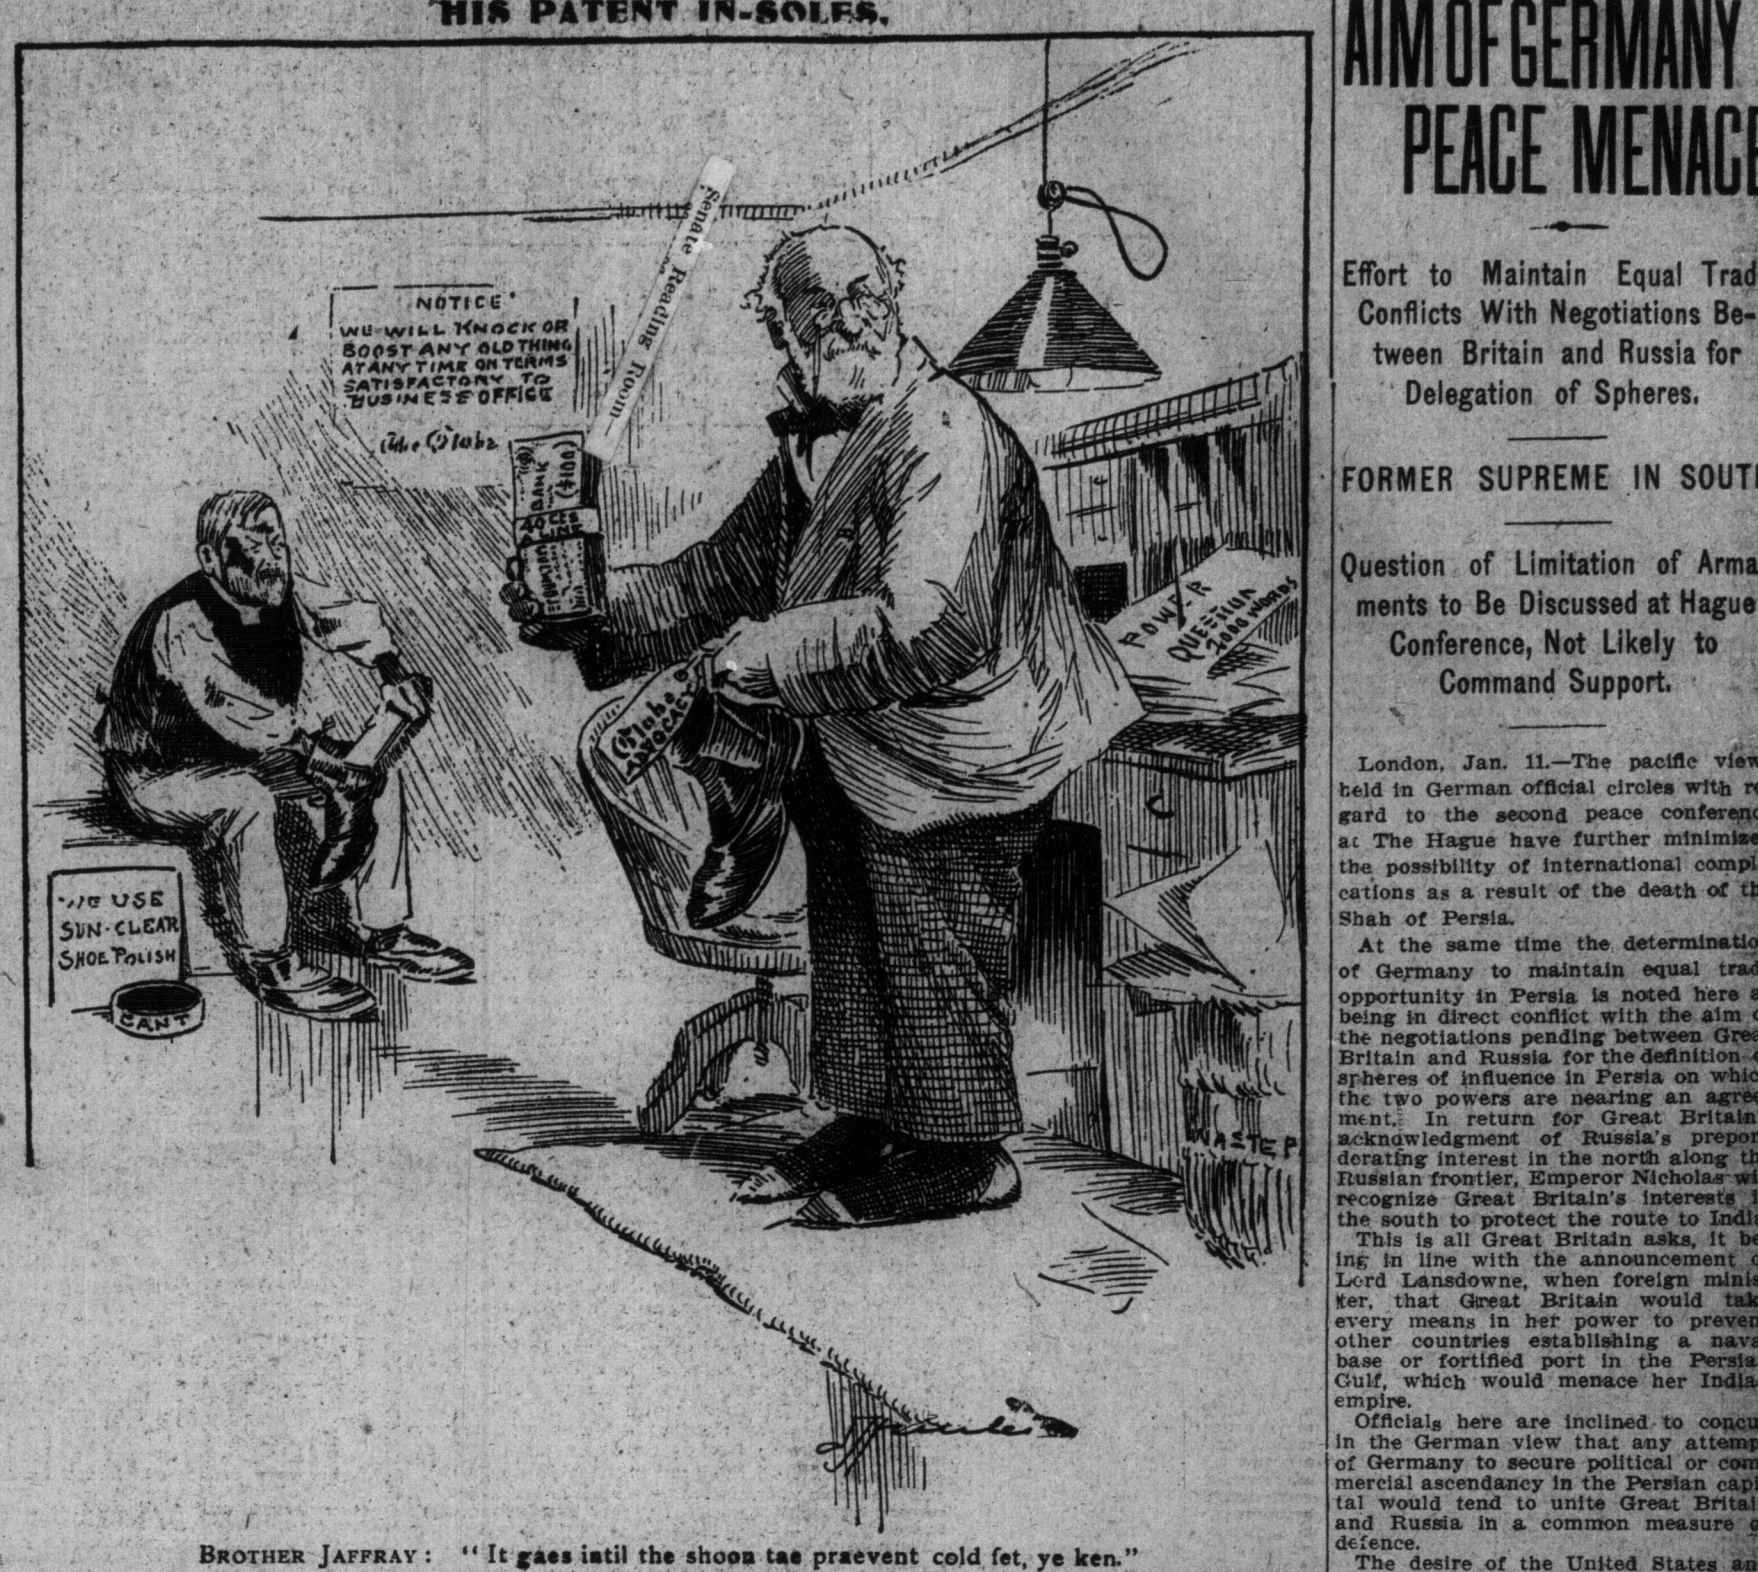 HIS PATENT IN-SOLES.
NOTICE
WE WILL KNOCK OR
BOOST ANY OLD THING
AT ANY TIME ON TERMS
SATISFACTORY TO
BUSINESS OFFICE
The Globe
Senate Reading Room
BANK
($100)
Globe
ADVOCACY
POWER
QUESTION
2000 WORDS
WE USE
SUN-CLEAR
SHOE POLISH
CANT
WASTE P
BROTHER JAFFRAY: "It gaes intil the shoon tae praevent cold fet, ye ken."
AIM OF GERMANY
PEACE MENACE
Effort to Maintain Equal Trad
Conflicts With Negotiations Be-
tween Britain and Russia for
Delegation of Spheres.
FORMER SUPREME IN SOUT
Question of Limitation of Arma
ments to Be Discussed at Hague
Conference, Not Likely to
Command Support.
London, Jan. 11.—The pacific view
held in German official circles with re
gard to the second peace conferenc
at The Hague have further minimize
the possibility of international compl
cations as a result of the death of th
Shah of Persia.
At the same time the determinatio
of Germany to maintain equal trad
opportunity in Persia is noted here a
being in direct conflict with the aim o
the negotiations pending between Grea
Britain and Russia for the definition o
spheres of influence in Persia on whic
the two powers are nearing an agree
ment. In return for Great Britain
acknowledgment of Russia's prepon
derating interest in the north along th
Russian frontier, Emperor Nicholas wi
recognize Great Britain's interests i
the south to protect the route to India
This is all Great Britain asks, it be
ing in line with the announcement o
Lord Lansdowne, when foreign minis
ter, that Great Britain would tak
every means in her power to preven
other countries establishing a nava
base or fortified port in the Persia
Gulf, which would menace her India
empire.
Officials here are inclined to concu
in the German view that any attemp
of Germany to secure political or com
mercial ascendancy in the Persian capi
tal would tend to unite Great Britai
and Russia in a common measure o
defence.
The desire of the United States an